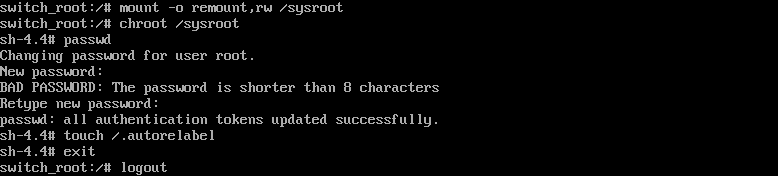 switch_root:/# mount -o remount,rw /sysroot
switch_root:/# chroot /sysroot
sh-4.4# passwd
Changing password for user root.
New password:
BAD PASSWORD: The password is shorter than 8 characters
Retype new password:
passwd: all authentication tokens updated successfully.
sh-4.4# touch /.autorelabel
sh-4.4# exit
switch_root:/# logout